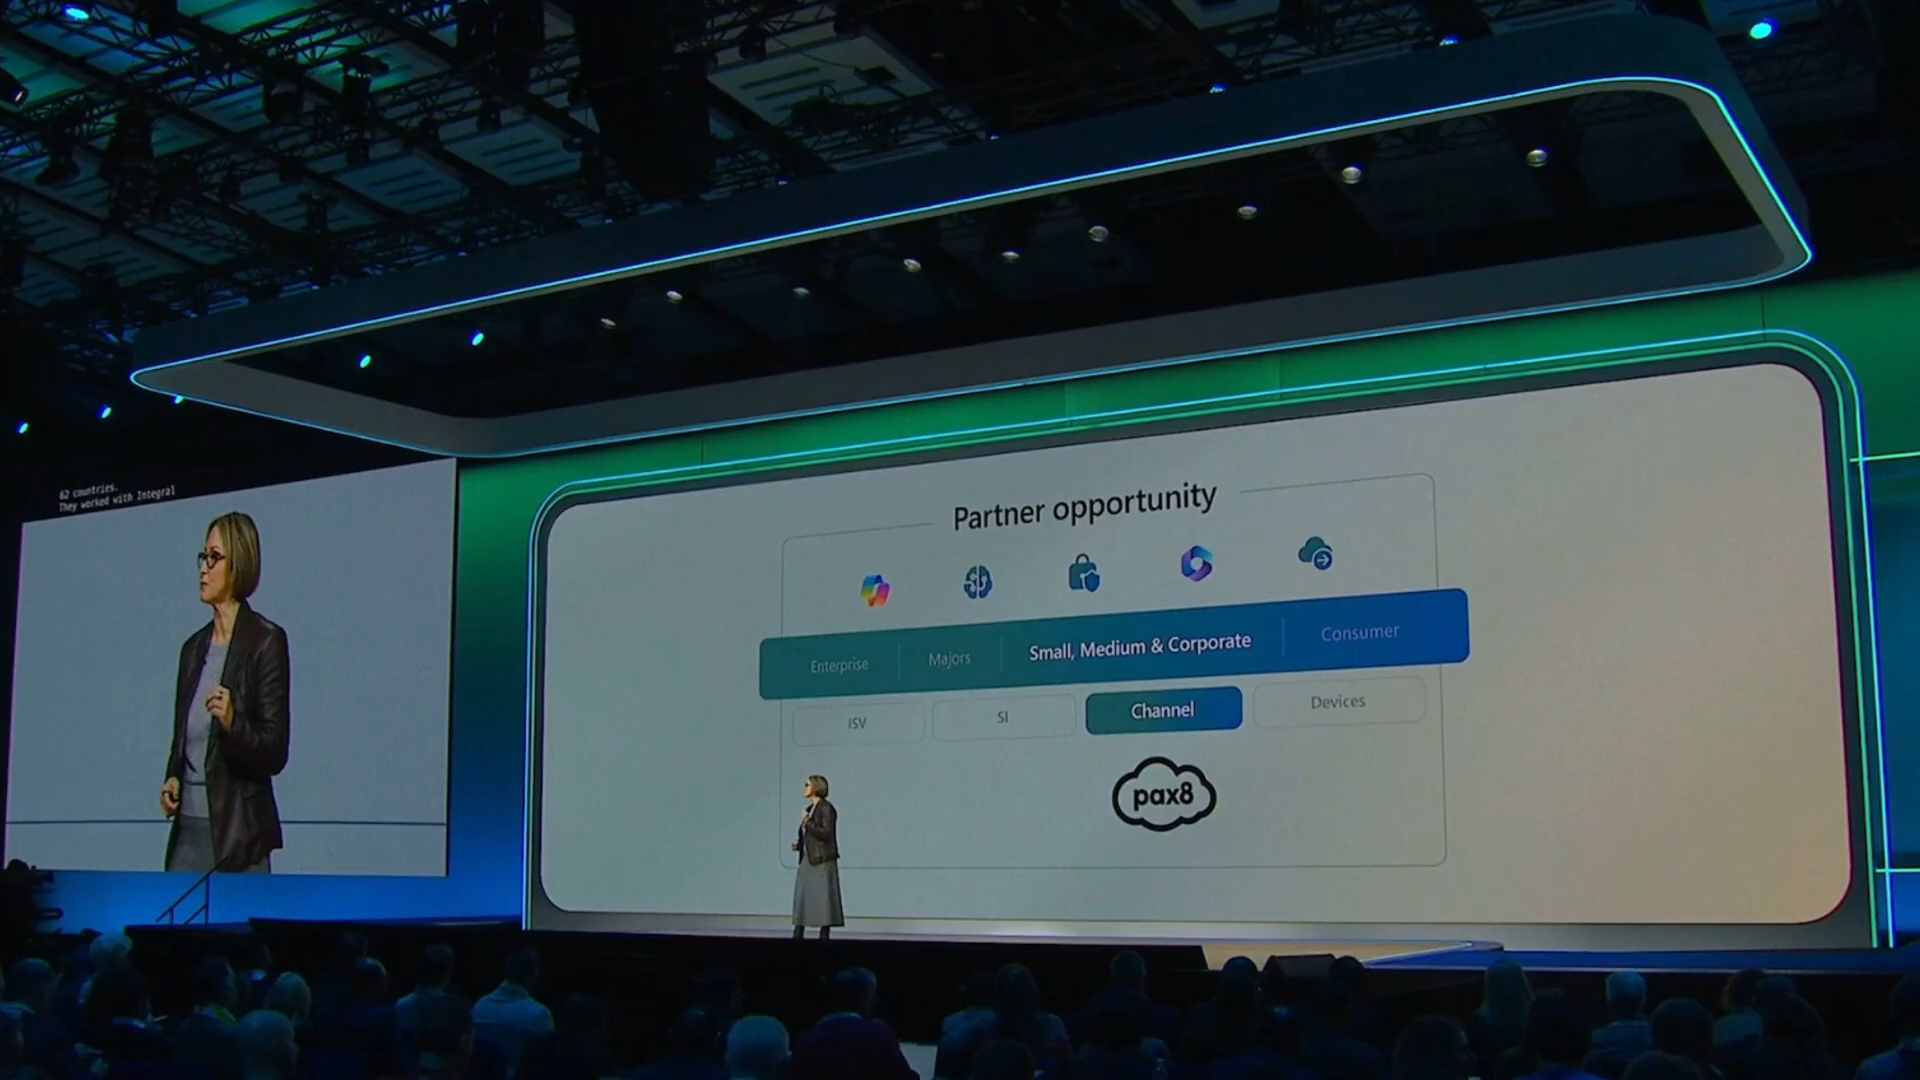 62 countries.
They worked with Integral
Partner opportunity
Enterprise
Majors
Small, Medium & Corporate
Consumer
ISV
SI
Channel
Devices
pax8